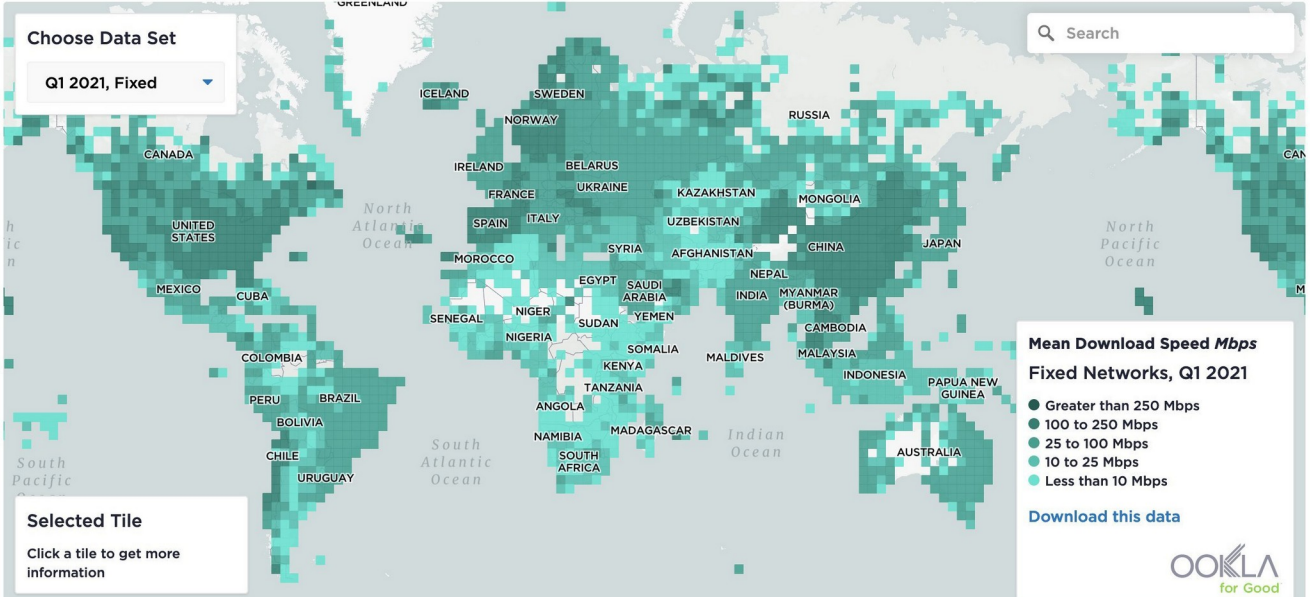 GREENLAND
Choose Data Set
Q1 2021, Fixed
Search
ICELAND
SWEDEN
NORWAY
RUSSIA
CANADA
CAN
IRELAND
BELARUS
UKRAINE
FRANCE
KAZAKHSTAN
MONGOLIA
North
Atlantic
Ocean
SPAIN
ITALY
UZBEKISTAN
UNITED
STATES
h
ic
n
North
Pacific
Ocean
SYRIA
AFGHANISTAN
CHINA
JAPAN
MOROCCO
NEPAL
EGYPT
SAUDI
ARABIA
INDIA
MYANMAR
(BURMA)
MEXICO
CUBA
M
NIGER
SENEGAL
SUDAN
YEMEN
CAMBODIA
NIGERIA
SOMALIA
MALDIVES
MALAYSIA
COLOMBIA
KENYA
INDONESIA
TANZANIA
PAPUA NEW
GUINEA
PERU
BRAZIL
ANGOLA
BOLIVIA
MADAGASCAR
NAMIBIA
South
Atlantic
Ocean
Indian
Ocean
CHILE
SOUTH
AFRICA
AUSTRALIA
URUGUAY
South
Pacific
Ocean
Mean Download Speed Mbps
Fixed Networks, Q1 2021
Greater than 250 Mbps
100 to 250 Mbps
25 to 100 Mbps
10 to 25 Mbps
Less than 10 Mbps
Download this data
Selected Tile
Click a tile to get more
information
OOKLA
for Good